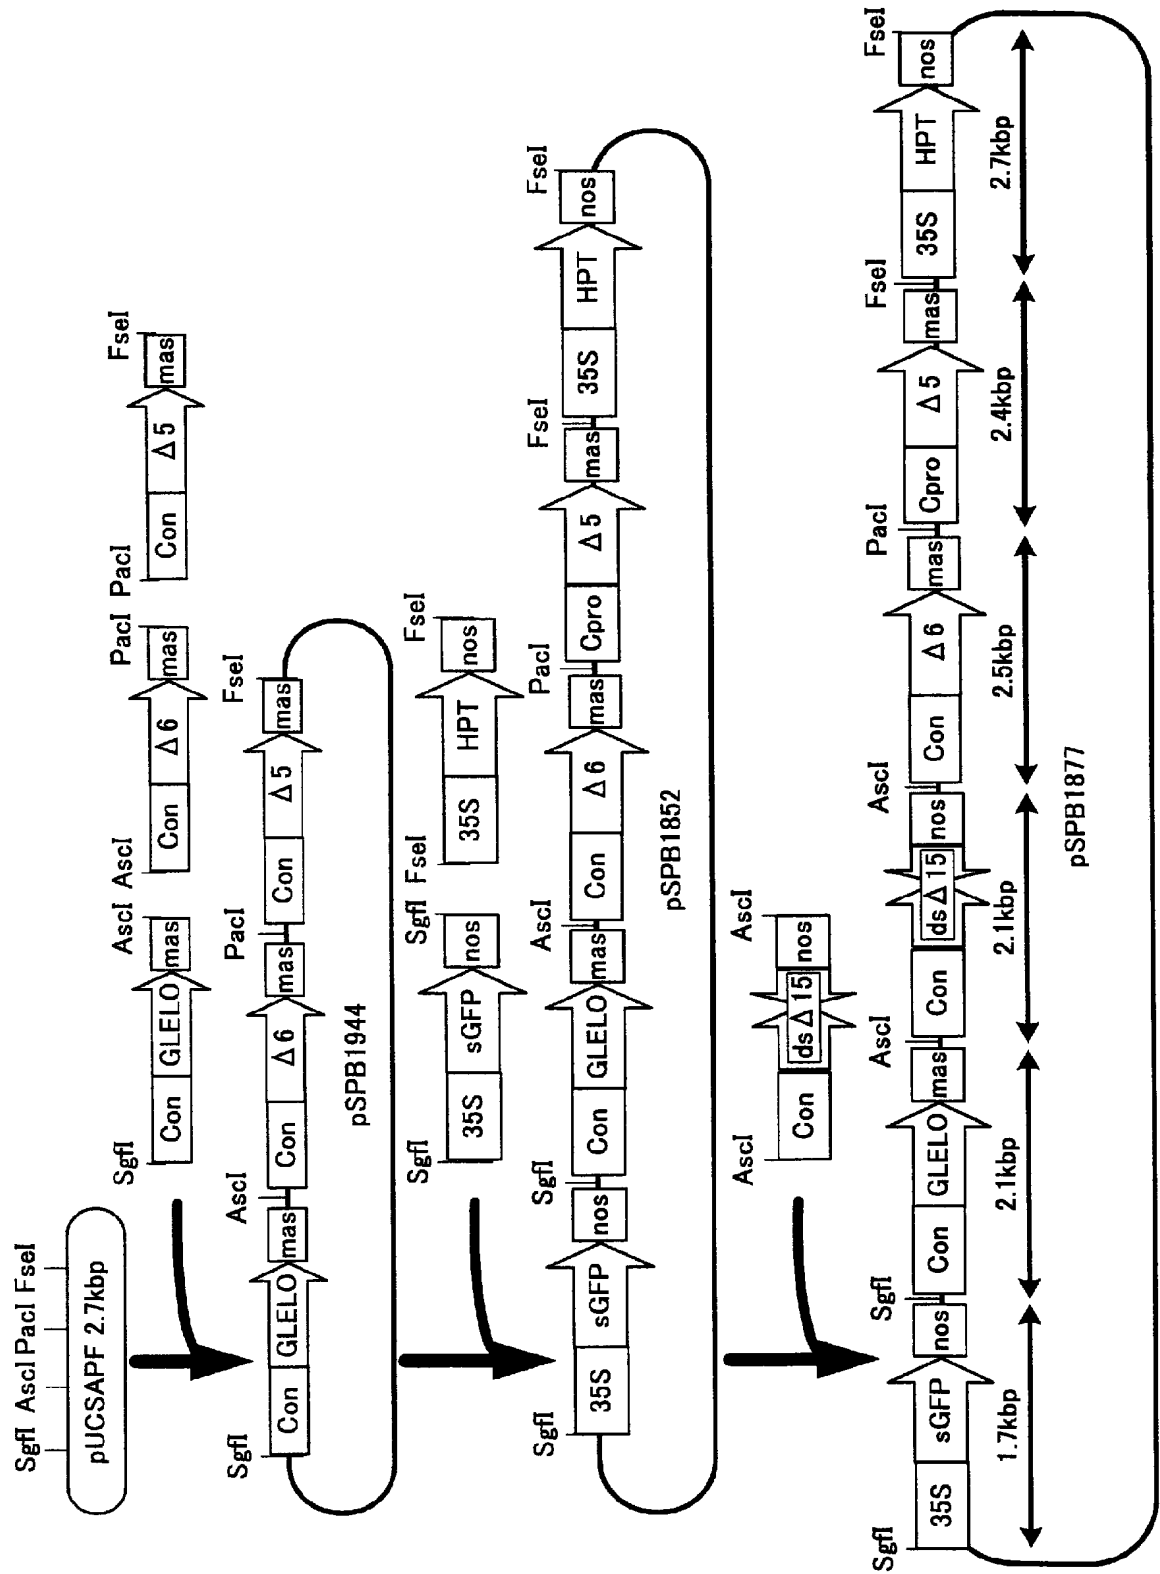 SgfI AscI PacI FseI
pUCSAPF 2.7kbp
SgfI AscI AscI PacI PacI FseI
Con GLELO mas Con Δ6 mas Con Δ5 mas
SgfI AscI PacI FseI
Con GLELO mas Con Δ6 mas Con Δ5 mas
pSPB1944
SgfI SgfI FseI FseI
35S sGFP nos 35S HPT nos
SgfI SgfI AscI PacI FseI FseI
35S sGFP nos Con GLELO mas Con Δ6 mas Cpro Δ5 mas 35S HPT nos
pSPB1852
AscI AscI
Con dsΔ15 nos
SgfI SgfI AscI AscI PacI FseI FseI
35S sGFP nos Con GLELO mas Con dsΔ15 nos Con Δ6 mas Cpro Δ5 mas 35S HPT nos
1.7kbp 2.1kbp 2.1kbp 2.5kbp 2.4kbp 2.7kbp
pSPB1877